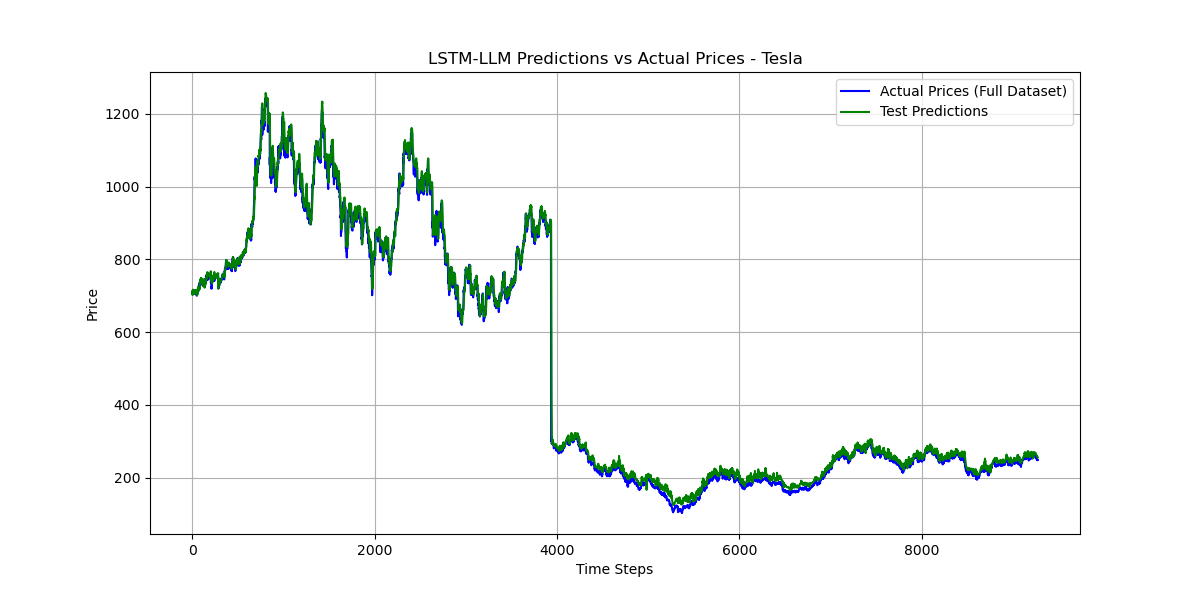 LSTM-LLM Predictions vs Actual Prices - Tesla
Actual Prices (Full Dataset)
Test Predictions
Price
1200
1000
800
600
400
200
0
2000
4000
6000
8000
Time Steps